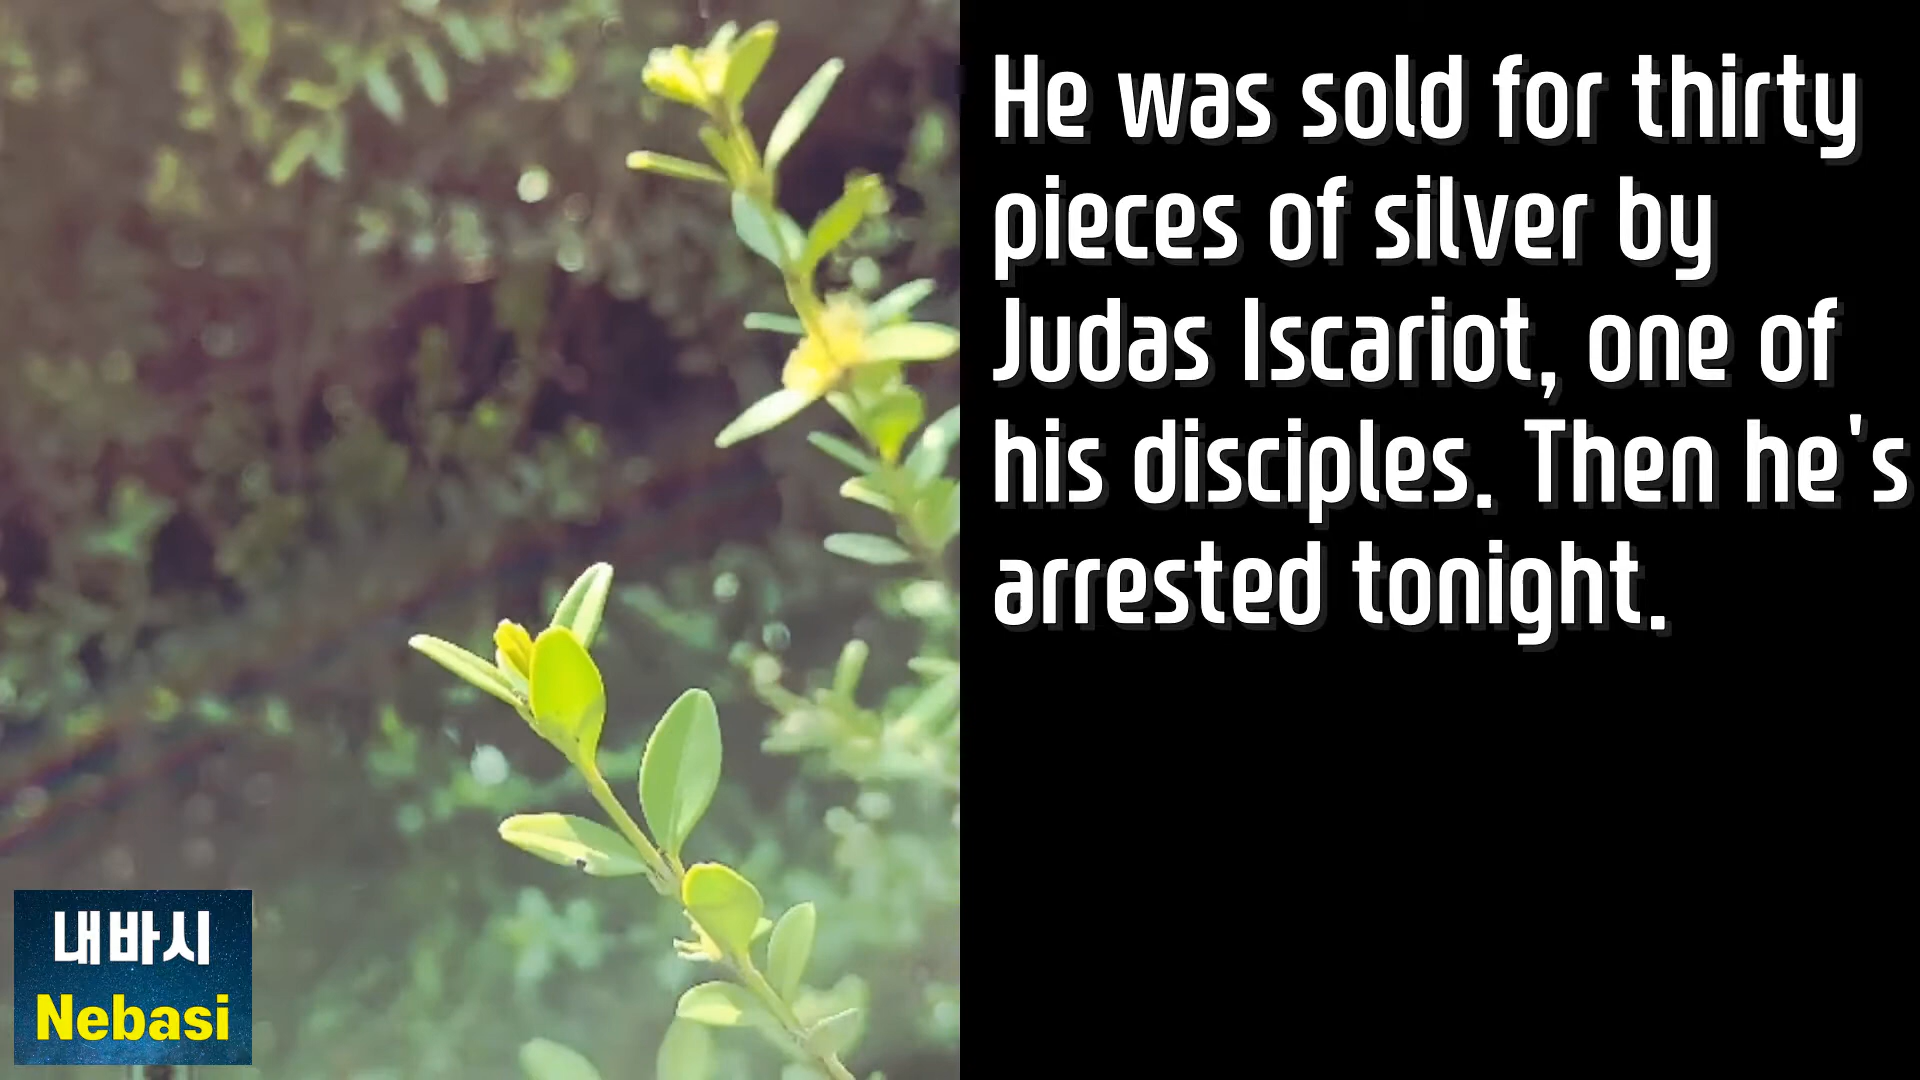 He was sold for thirty
pieces of silver by
Judas Iscariot, one of
his disciples. Then he's
arrested tonight.
내바시
Nebasi